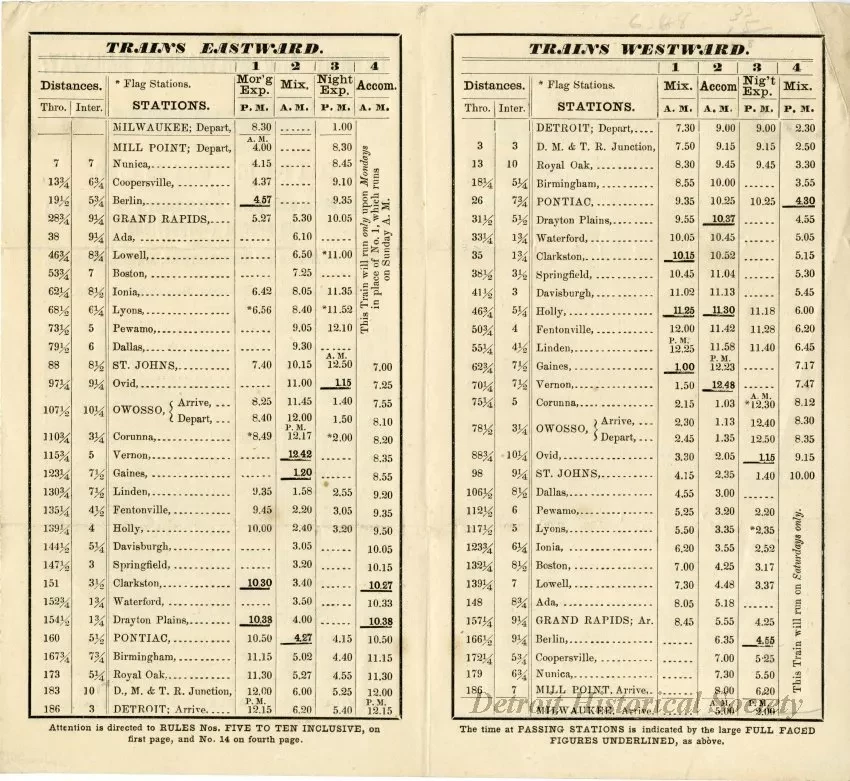 TRAINS EASTWARD.
1 2 3 4
Distances. * Flag Stations. Mor'g Exp. Mix. Night Exp. Accom.
Thro. Inter. STATIONS. P. M. A. M. P. M. A. M.
MILWAUKEE; Depart, 8.30 ...... 1.00
A. M.
MILL POINT; Depart, 4.00 ...... 8.30
7 7 Nunica, 4.15 ...... 8.45
13¾ 6¾ Coopersville, 4.37 ...... 9.10
19½ 5¾ Berlin, 4.57 ...... 9.35
28¾ 9¼ GRAND RAPIDS, 5.27 5.30 10.05
38 9¼ Ada, ...... 6.10 ......
46¾ 8¾ Lowell, ...... 6.50 *11.00
53¾ 7 Boston, ...... 7.25 ......
62¼ 8½ Ionia, 6.42 8.05 11.35
68½ 6¼ Lyons, *6.56 8.40 *11.52
73½ 5 Pewamo, ...... 9.05 12.10
79½ 6 Dallas, ...... 9.30 ......
This Train will run only upon Mondays in place of No. 1, which runs on Sunday A. M.
A. M.
88 8½ ST. JOHNS, 7.40 10.15 12.50 7.00
97¼ 9¼ Ovid, ...... 11.00 1.15 7.25
107½ 10¼ OWOSSO, { Arrive, 8.25 11.45 1.40 7.55
Depart, 8.40 12.00 1.50 8.10
P. M.
110¾ 3¼ Corunna, *8.49 12.17 *2.00 8.20
115¾ 5 Vernon, ...... 12.42 ...... 8.35
123¼ 7½ Gaines, ...... 1.20 ...... 8.55
130¾ 7½ Linden, 9.35 1.58 2.55 9.20
135¼ 4½ Fentonville, 9.45 2.20 3.05 9.35
139¼ 4 Holly, 10.00 2.40 3.20 9.50
144½ 5¼ Davisburgh, ...... 3.05 ...... 10.05
147½ 3 Springfield, ...... 3.20 ...... 10.15
151 3½ Clarkston, 10.30 3.40 ...... 10.27
152¾ 1¾ Waterford, ...... 3.50 ...... 10.33
154½ 1¾ Drayton Plains, 10.38 4.00 ...... 10.38
160 5½ PONTIAC, 10.50 4.27 4.15 10.50
167¾ 7¾ Birmingham, 11.15 5.02 4.40 11.15
173 5¼ Royal Oak, 11.30 5.27 4.55 11.30
183 10 D., M. & T. R. Junction, 12.00 6.00 5.25 12.00
P. M. P. M.
186 3 DETROIT; Arrive 12.15 6.20 5.40 12.15
Attention is directed to RULES Nos. FIVE TO TEN INCLUSIVE, on
first page, and No. 14 on fourth page.
TRAINS WESTWARD.
1 2 3 4
Distances. * Flag Stations. Mix. Accom Nig't Exp. Mix.
Thro. Inter. STATIONS. A. M. A. M. P. M. P. M.
DETROIT; Depart, 7.30 9.00 9.00 2.30
3 3 D. M. & T. R. Junction, 7.50 9.15 9.15 2.50
13 10 Royal Oak, 8.30 9.45 9.45 3.30
18¼ 5¼ Birmingham, 8.55 10.00 ...... 3.55
26 7¾ PONTIAC, 9.35 10.25 10.25 4.30
31½ 5½ Drayton Plains, 9.55 10.37 ...... 4.55
33¼ 1¾ Waterford, 10.05 10.45 ...... 5.05
35 1¾ Clarkston, 10.15 10.52 ...... 5.15
38½ 3½ Springfield, 10.45 11.04 ...... 5.30
41½ 3 Davisburgh, 11.02 11.13 ...... 5.45
46¾ 5¼ Holly, 11.25 11.30 11.18 6.00
50¾ 4 Fentonville, 12.00 11.42 11.28 6.20
P. M.
55¼ 4½ Linden, 12.25 11.58 11.40 6.45
P. M.
62¾ 7½ Gaines, 1.00 12.23 ...... 7.17
70¼ 7½ Vernon, 1.50 12.48 ...... 7.47
A. M.
75¼ 5 Corunna, 2.15 1.03 *12.30 8.12
78½ 3¼ OWOSSO, } Arrive, 2.30 1.13 12.40 8.30
Depart, 2.45 1.35 12.50 8.35
88¾ 10¼ Ovid, 3.30 2.05 1.15 9.15
98 9¼ ST. JOHNS, 4.15 2.35 1.40 10.00
106½ 8½ Dallas, 4.55 3.00 ......
112½ 6 Pewamo, 5.25 3.20 2.20
117½ 5 Lyons, 5.50 3.35 *2.35
123¾ 6¼ Ionia, 6.20 3.55 2.52
132¼ 8½ Boston, 7.00 4.25 3.17
139¼ 7 Lowell, 7.30 4.48 3.37
148 8¾ Ada, 8.05 5.18 ......
157¼ 9¼ GRAND RAPIDS; Ar. 8.45 5.55 4.25
166½ 9¼ Berlin, 6.35 4.55
172¼ 5¾ Coopersville, 7.00 5.25
179 6¾ Nunica, 7.30 5.50
186 7 MILL POINT, Arrive 8.00 6.20
A. M. P. M.
MILWAUKEE, Arrive, 5.00 2.00
This Train will run on Saturdays only.
Detroit Historical Society
The time at PASSING STATIONS is indicated by the large FULL FACED
FIGURES UNDERLINED, as above.